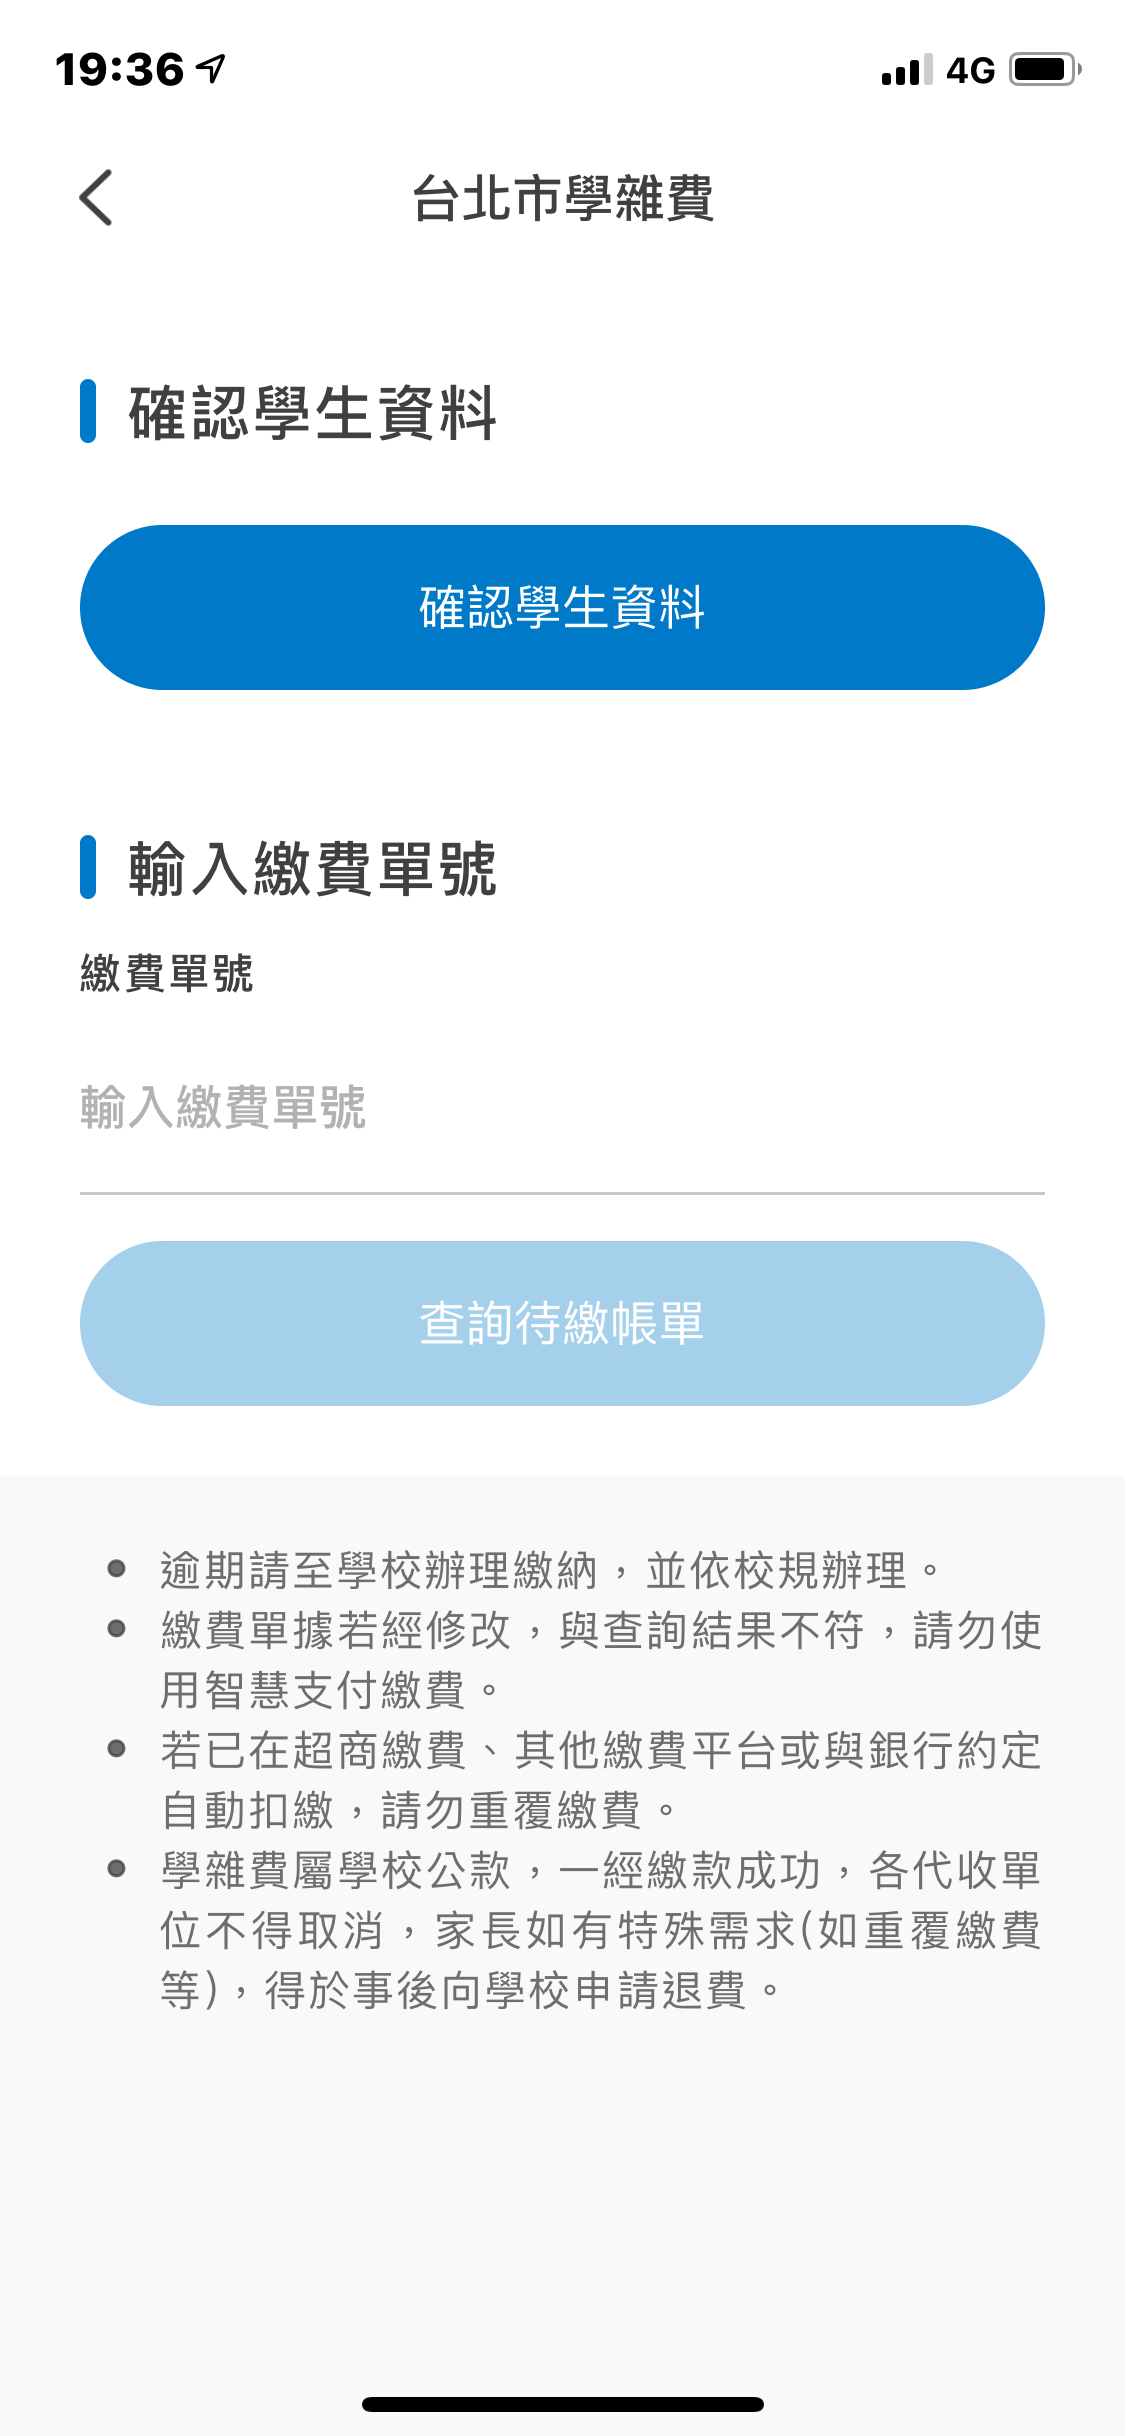 19:36
4G
台北市學雜費
確認學生資料
確認學生資料
輸入繳費單號
繳費單號
輸入繳費單號
查詢待繳帳單
逾期請至學校辦理繳納，並依校規辦理。
繳費單據若經修改，與查詢結果不符，請勿使
用智慧支付繳費。
若已在超商繳費、其他繳費平台或與銀行約定
自動扣繳，請勿重覆繳費。
學雜費屬學校公款，一經繳款成功，各代收單
位不得取消，家長如有特殊需求(如重覆繳費
等)，得於事後向學校申請退費。